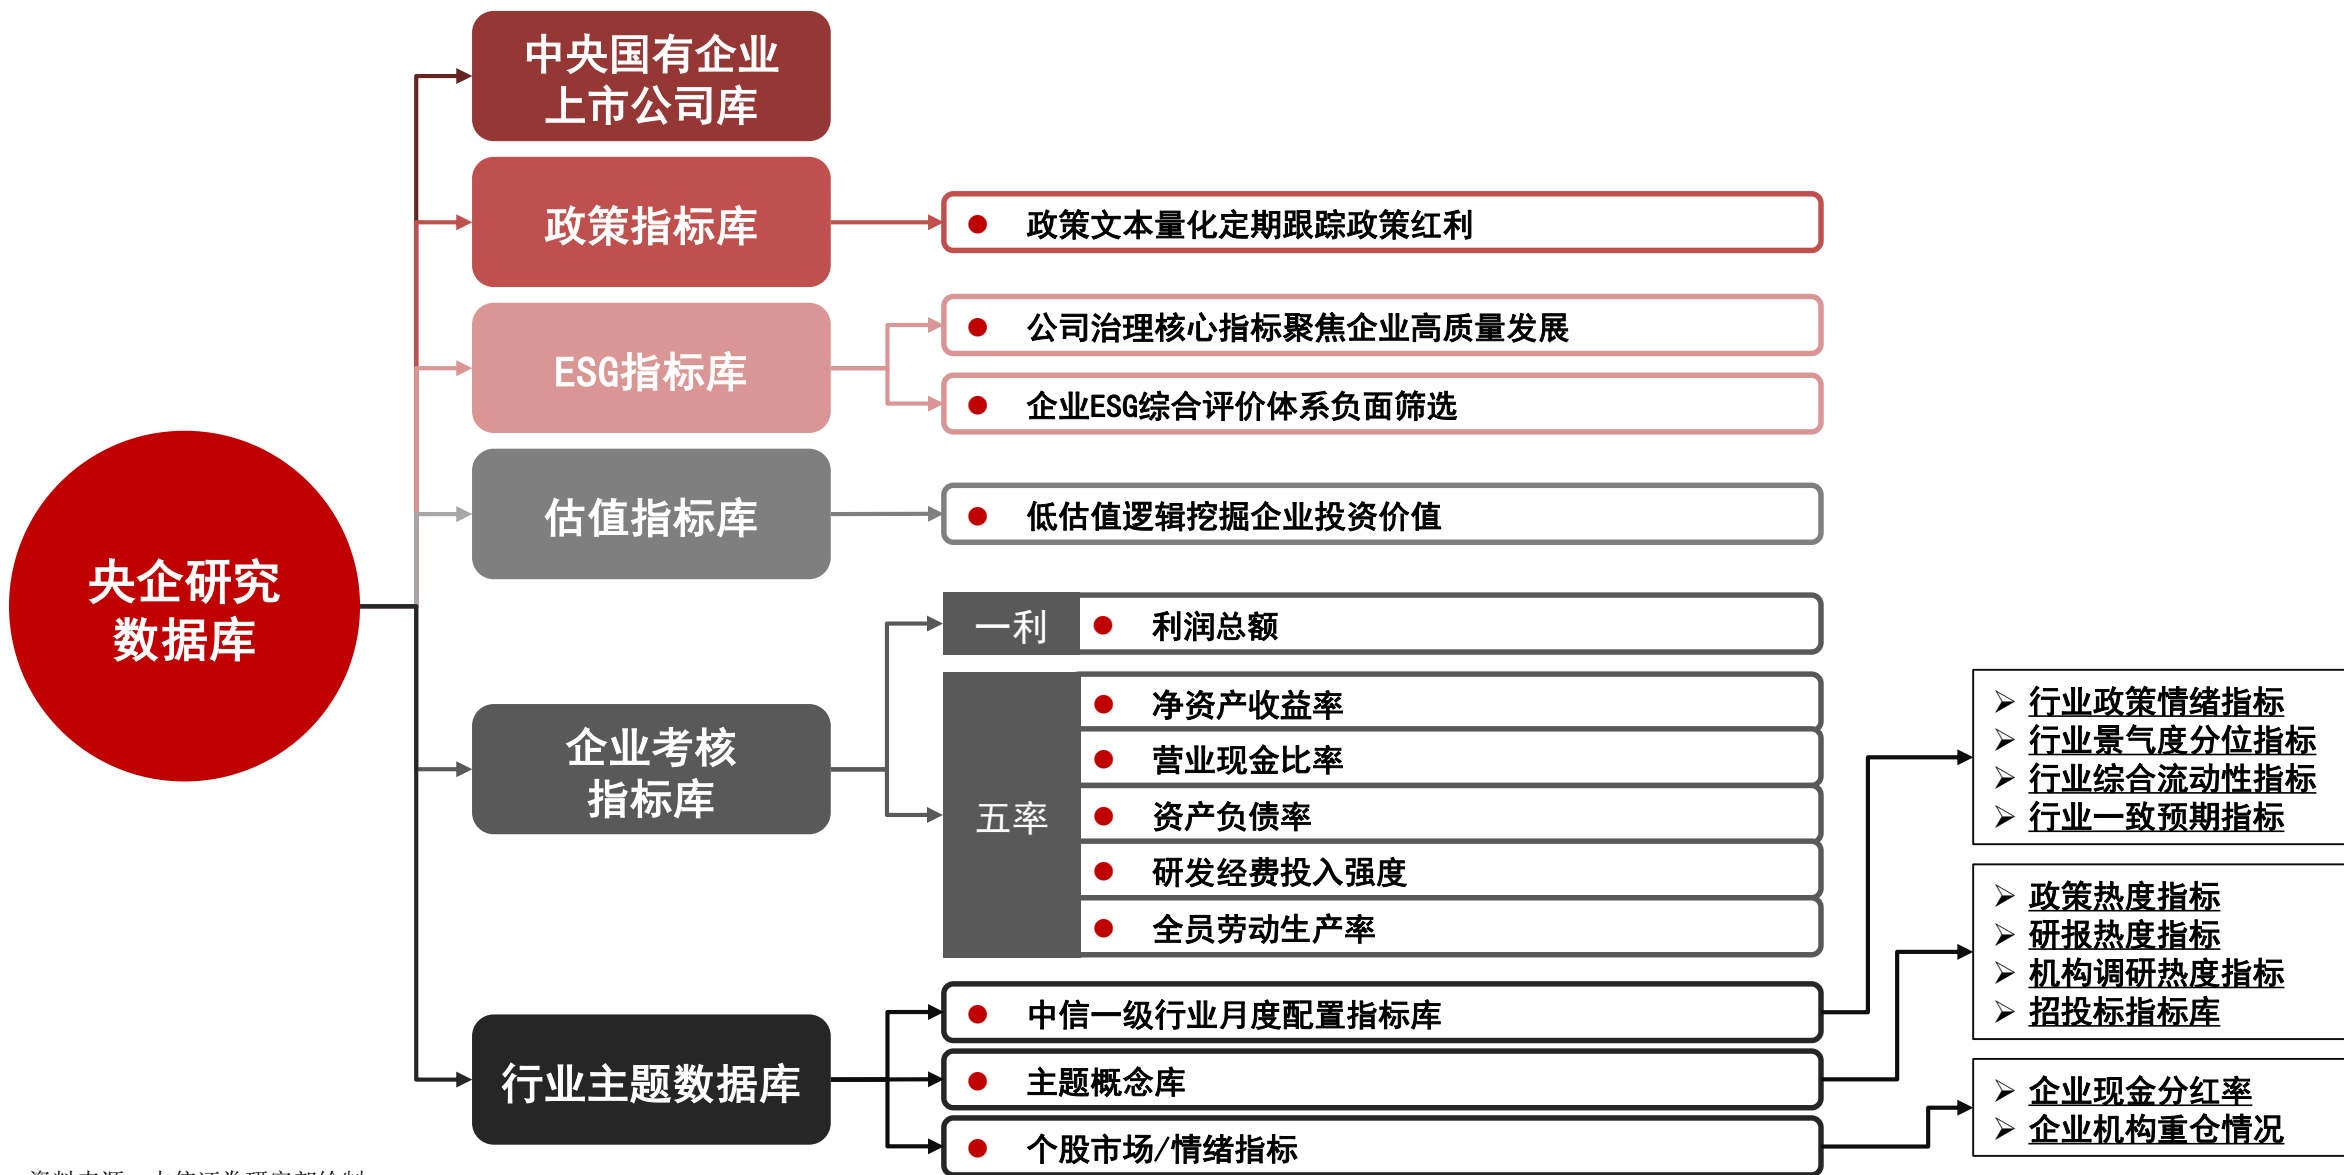 中央国有企业
上市公司库
政策指标库
政策文本量化定期跟踪政策红利
ESG指标库
公司治理核心指标聚焦企业高质量发展
企业ESG综合评价体系负面筛选
估值指标库
低估值逻辑挖掘企业投资价值
央企研究
数据库
企业考核
指标库
一利
利润总额
五率
净资产收益率
营业现金比率
资产负债率
研发经费投入强度
全员劳动生产率
行业主题数据库
中信一级行业月度配置指标库
主题概念库
个股市场/情绪指标
行业政策情绪指标
行业景气度分位指标
行业综合流动性指标
行业一致预期指标
政策热度指标
研报热度指标
机构调研热度指标
招投标指标库
企业现金分红率
企业机构重仓情况